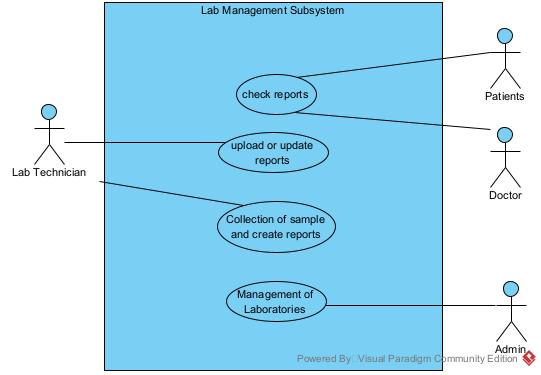 Lab Management Subsystem
check reports
Patients
upload or update
reports
Lab Technician
Doctor
Collection of sample
and create reports
Management of
Laboratories
Admin
Powered By Visual Paradigm Community Edition